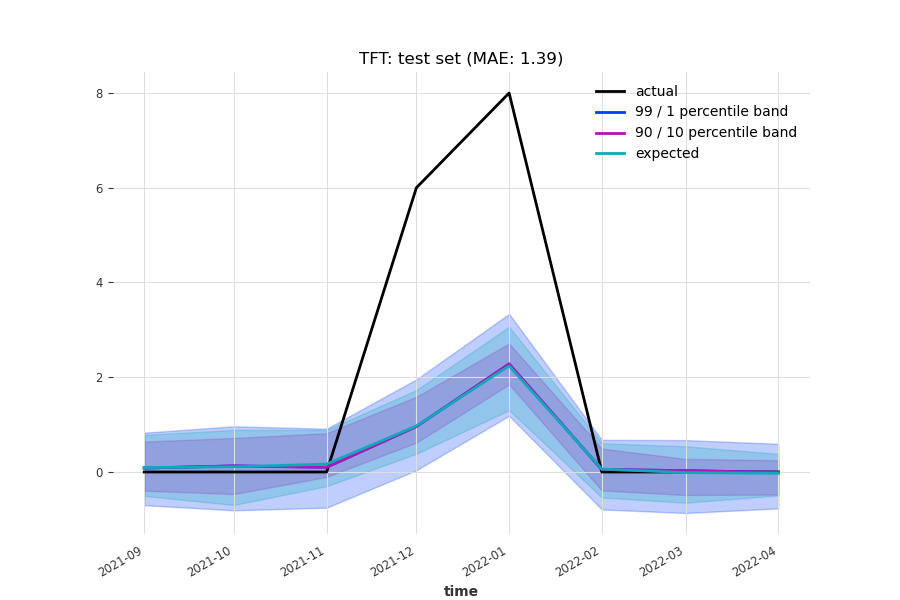 TFT: test set (MAE: 1.39)
actual
99 / 1 percentile band
90 / 10 percentile band
expected
8
6
4
2
0
2021-09
2021-10
2021-11
2021-12
2022-01
2022-02
2022-03
2022-04
time